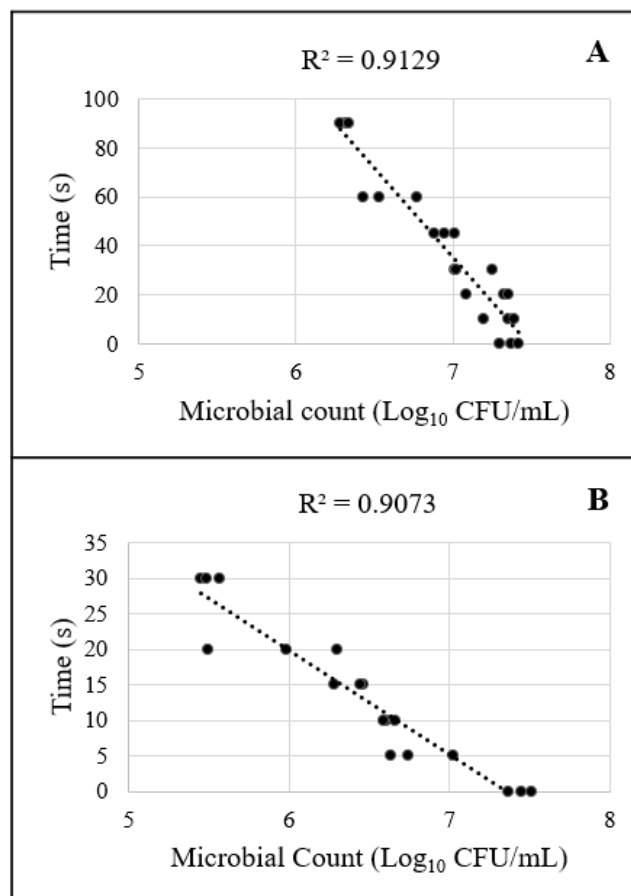 R² = 0.9129
A
100
80
60
40
20
0
Time (s)
5 6 7 8
Microbial count (Log₁₀ CFU/mL)
R² = 0.9073
B
35
30
25
20
15
10
5
0
Time (s)
5 6 7 8
Microbial Count (Log₁₀ CFU/mL)